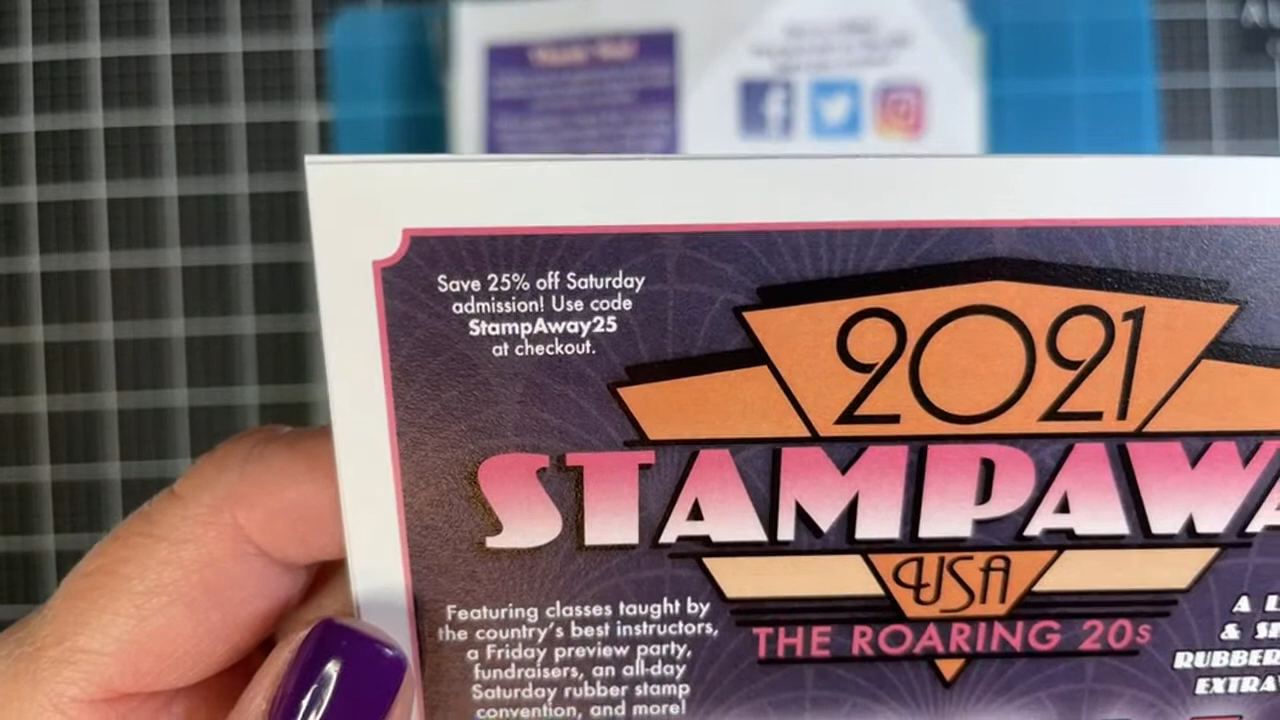 Thank You!
Save 25% off Saturday
admission! Use code
StampAway25
at checkout.
2021
STAMPAWA
USA
THE ROARING 20s
Featuring classes taught by
the country's best instructors,
a Friday preview party,
fundraisers, an all-day
Saturday rubber stamp
convention, and more!
A
&
RUBBER